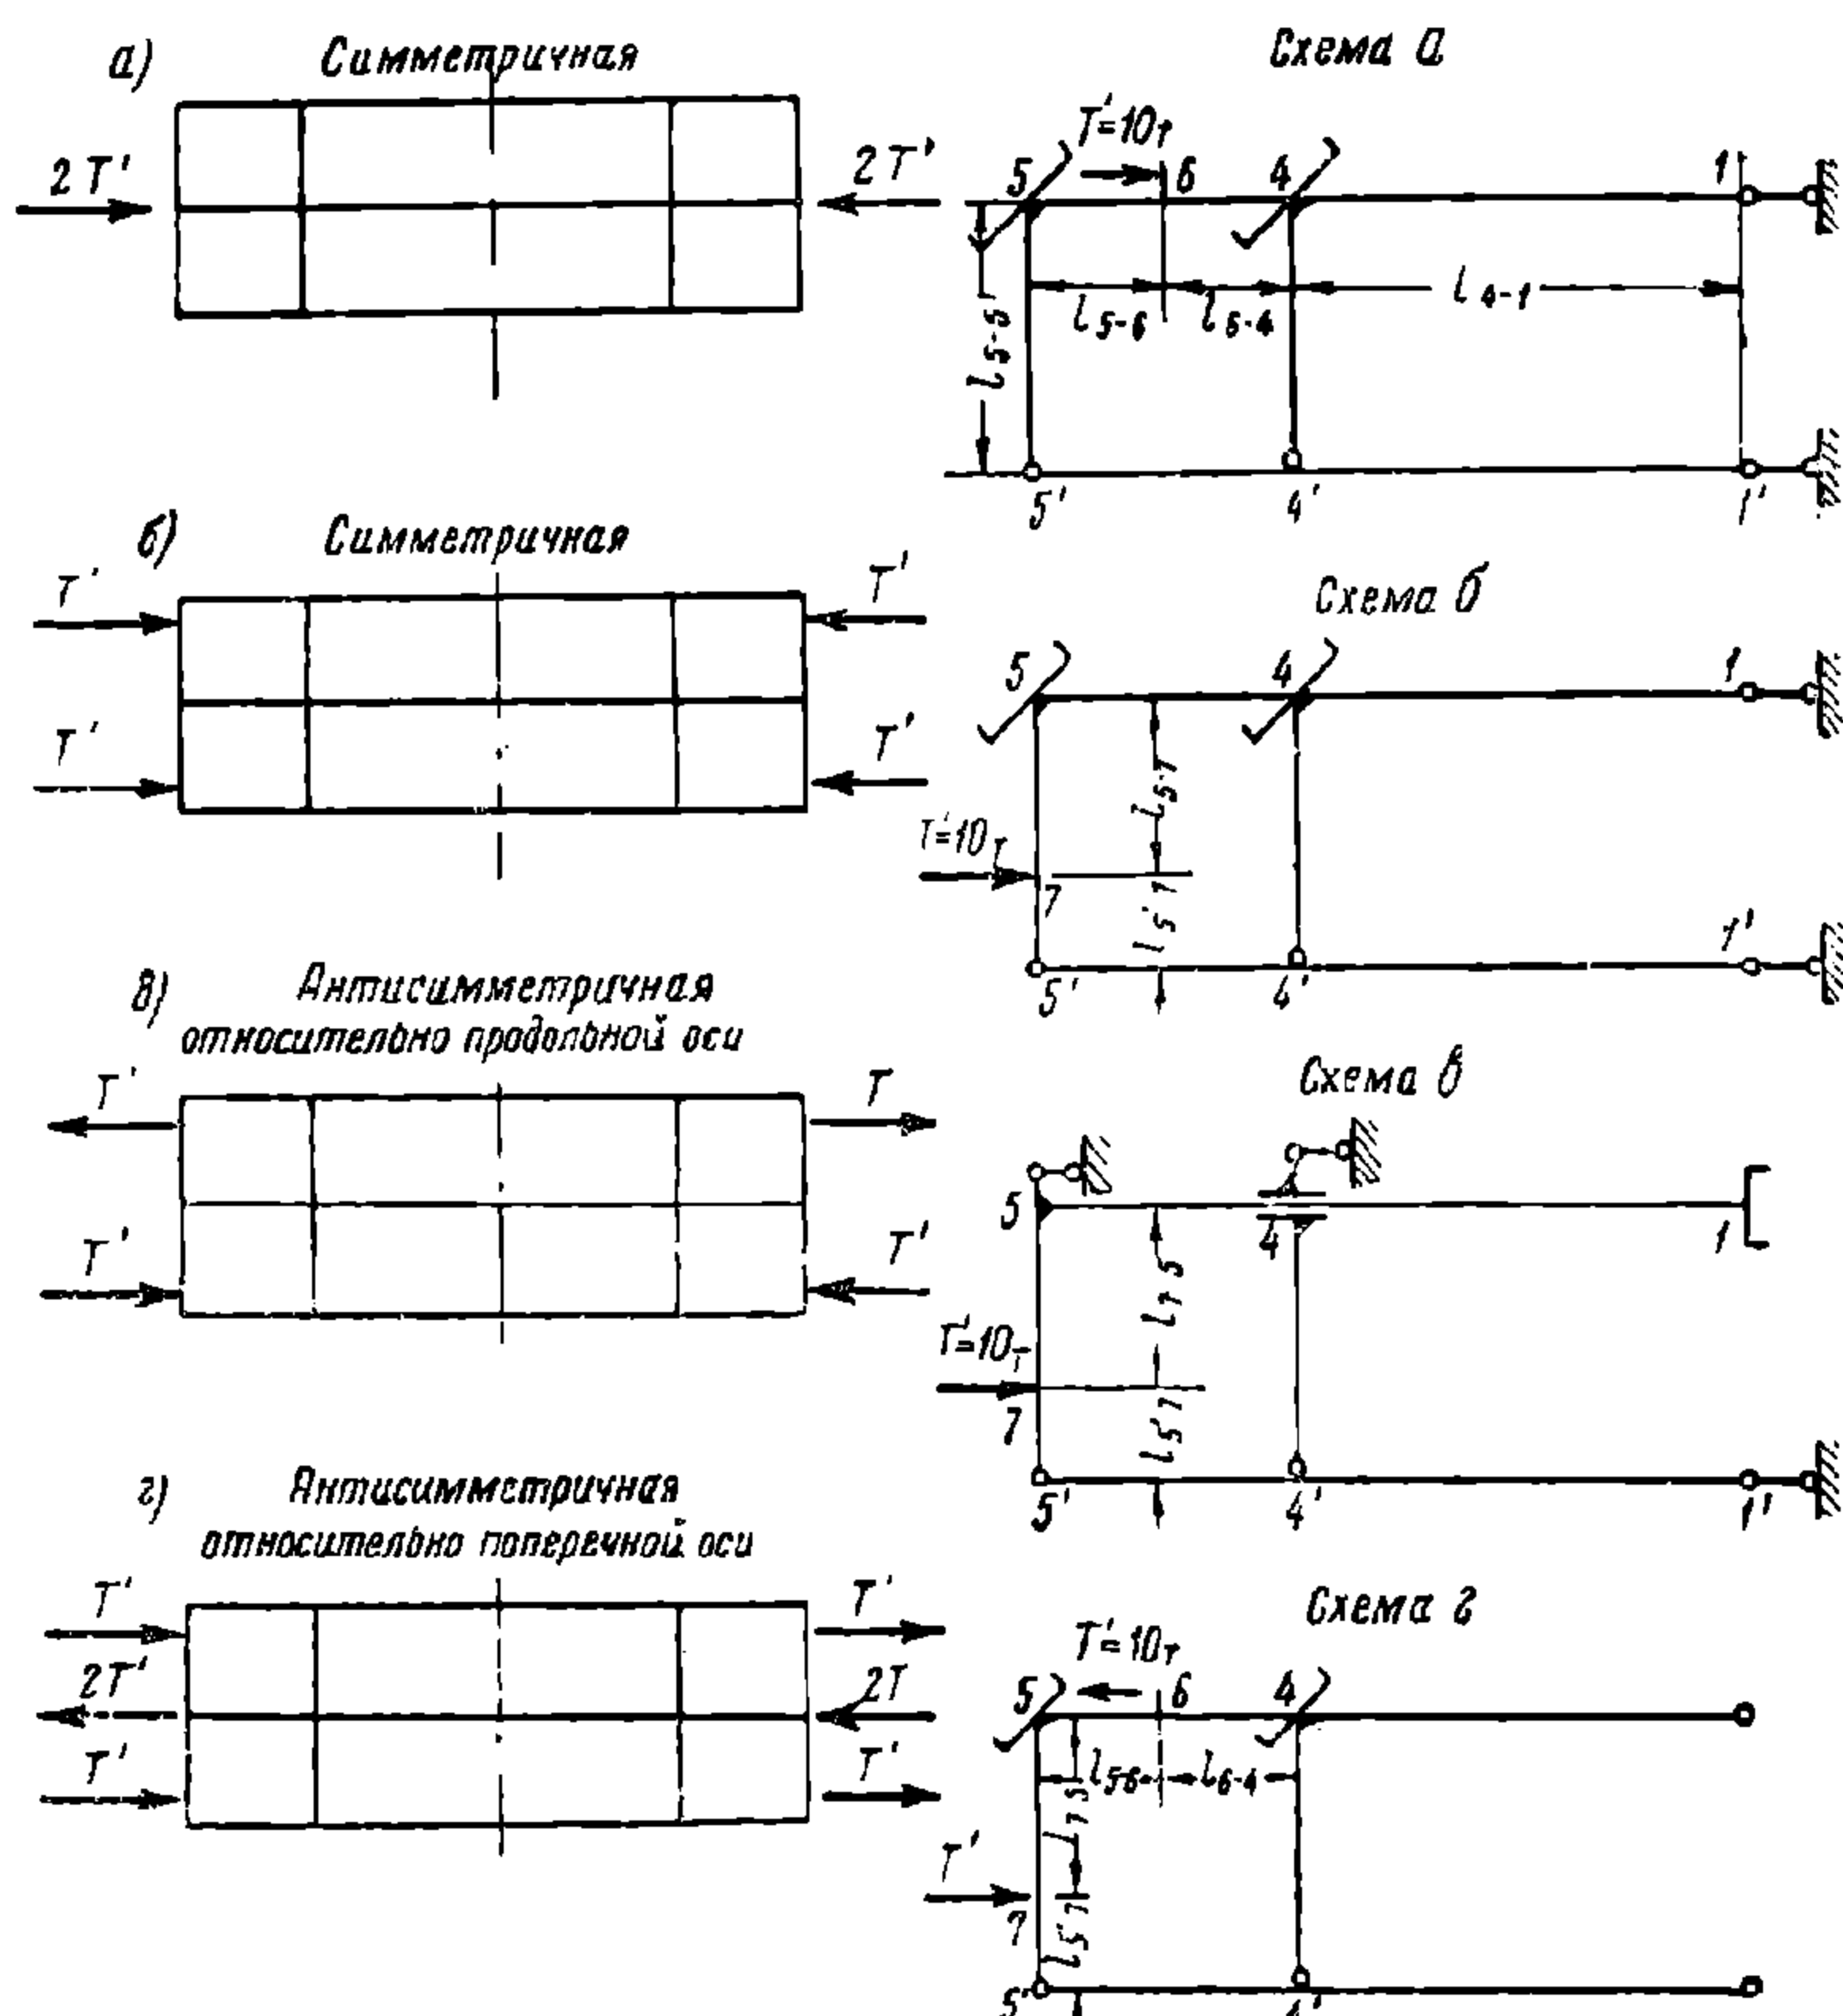 а) Симметричная
2T' 2T'
Схема а
T'=10т
5 6 4 1
l5-6 l6-4 l4-1
l5-5'
5' 4' 1'
б) Симметричная
T' T'
T' T'
Схема б
5 4 1
l5-7
T'=10т
7
l5'7
5' 4' 1'
в) Антисимметричная
относительно продольной оси
T' T
T' T'
Схема в
5 4 1
l7 5
T'=10т
7
l5'7
5' 4' 1'
г) Антисимметричная
относительно поперечной оси
T' T'
2T' 2T
T' T'
Схема г
T'=10т
5 6 4
l5-6 l6-4
l7 5
T'
7
l5'7
5' 4'